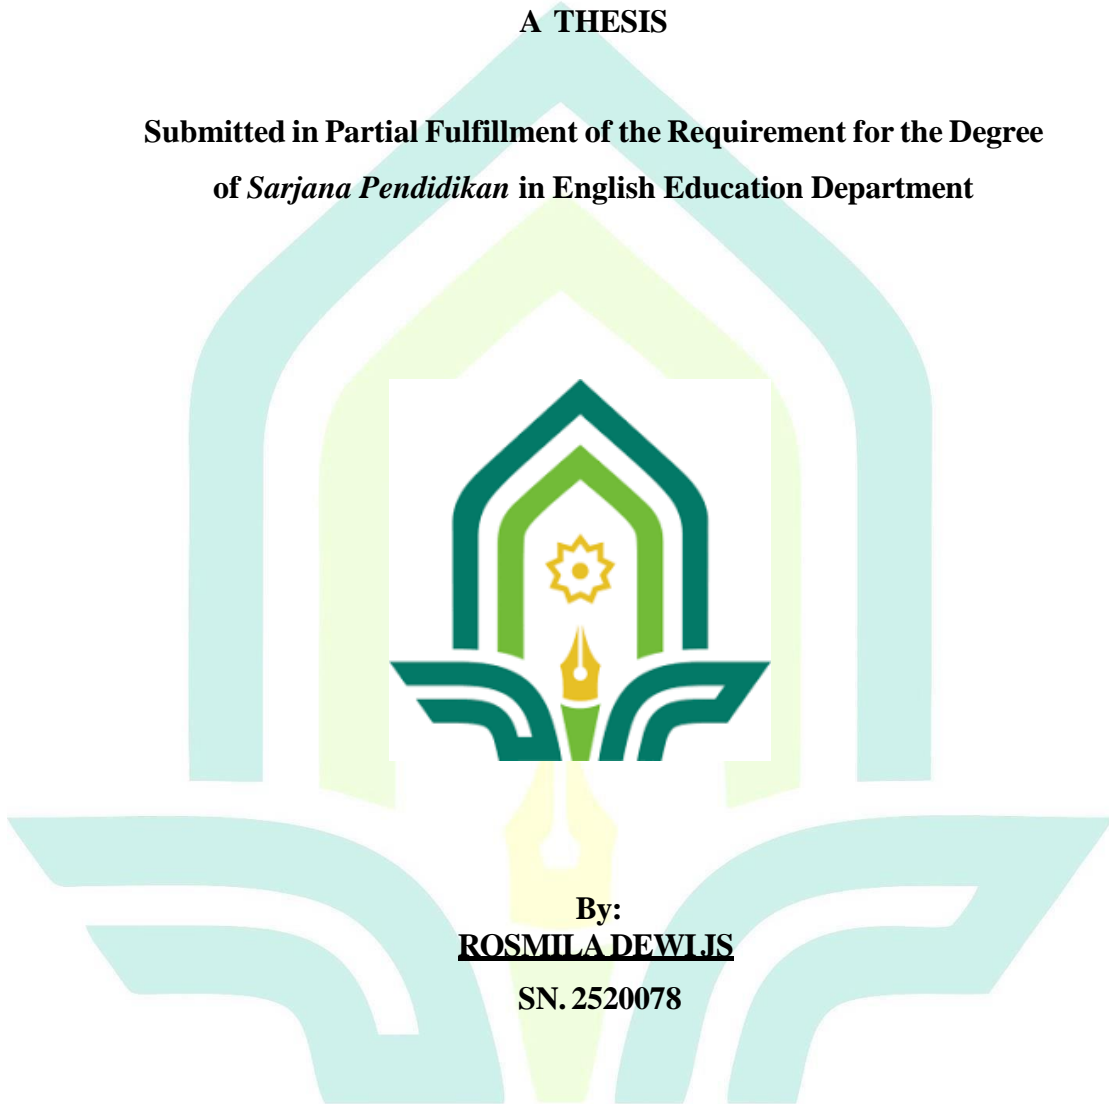 A THESIS
Submitted in Partial Fulfillment of the Requirement for the Degree
of Sarjana Pendidikan in English Education Department
By:
ROSMILA DEWI JS
SN. 2520078